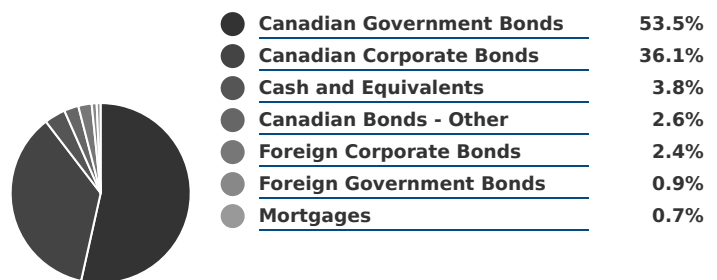 Canadian Government Bonds 53.5%
Canadian Corporate Bonds 36.1%
Cash and Equivalents 3.8%
Canadian Bonds - Other 2.6%
Foreign Corporate Bonds 2.4%
Foreign Government Bonds 0.9%
Mortgages 0.7%